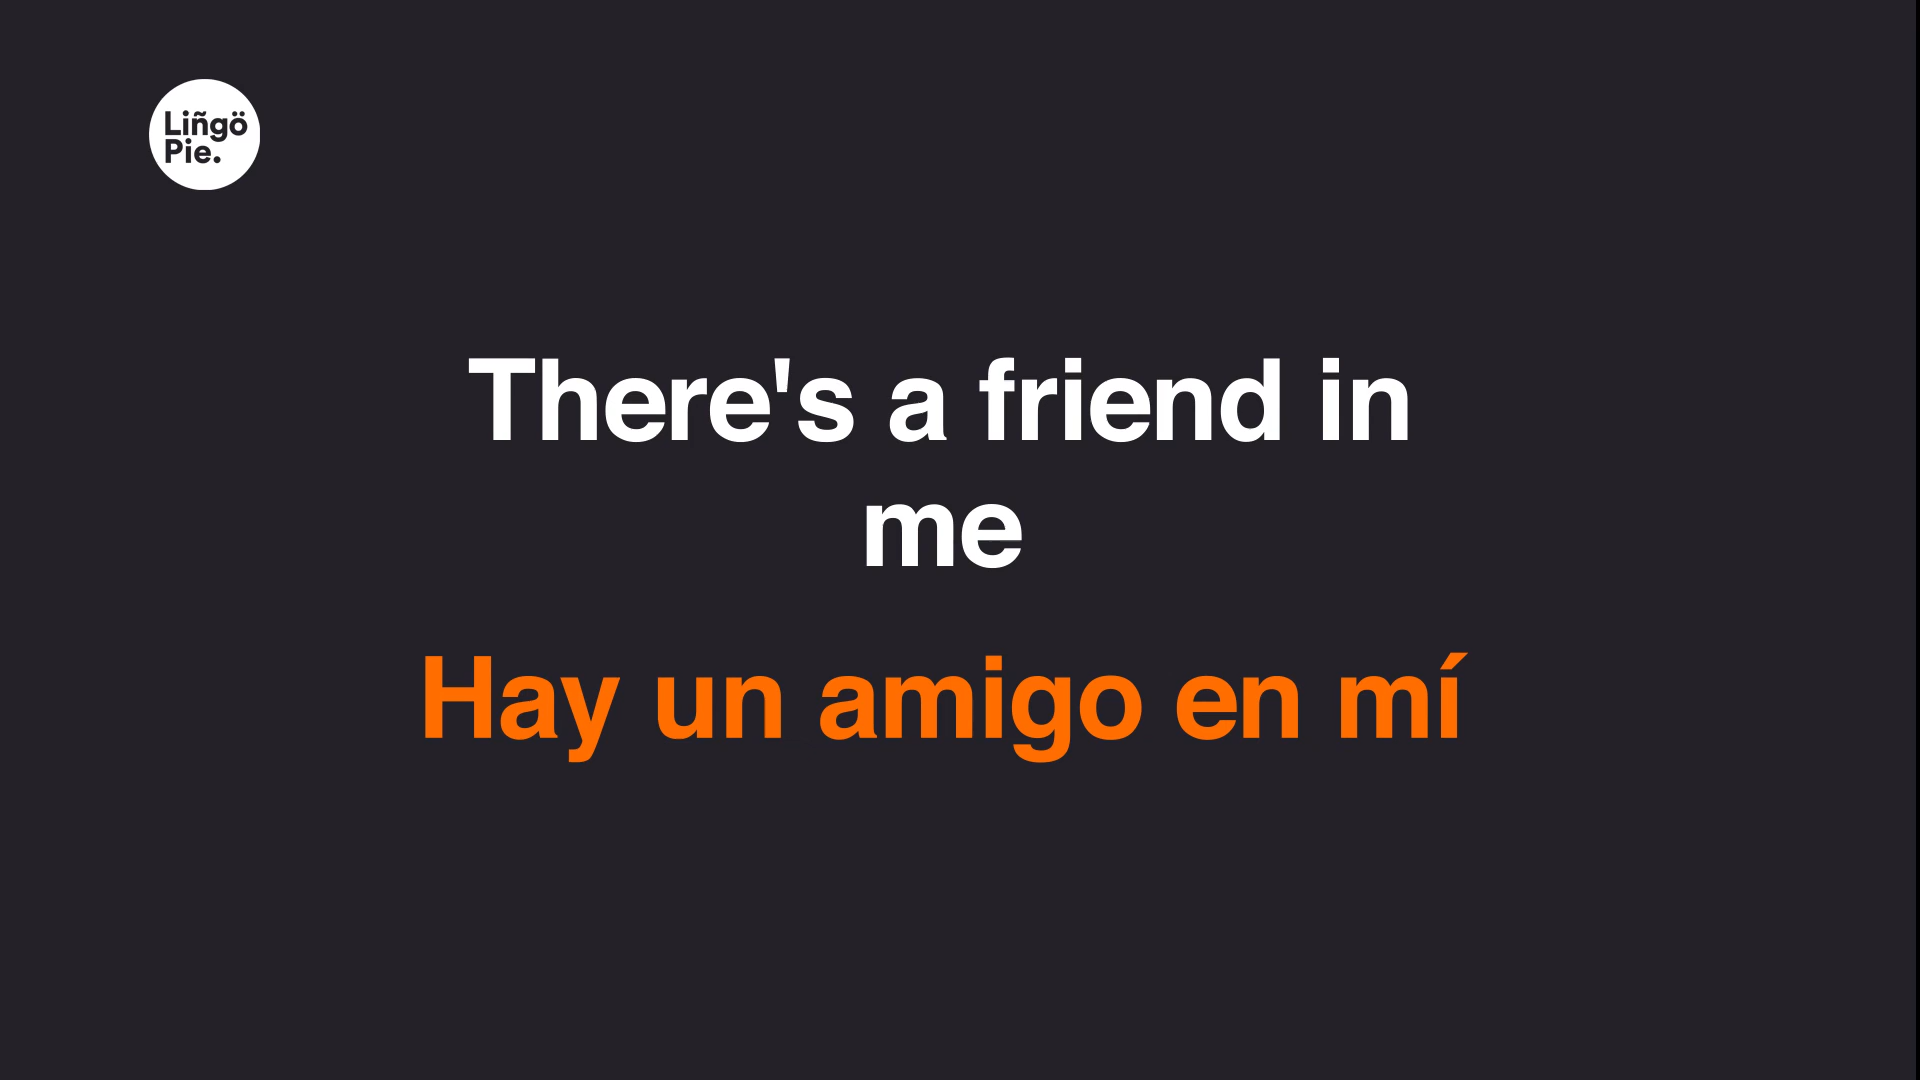 Liñgö
Pie.
There's a friend in
me
Hay un amigo en mí